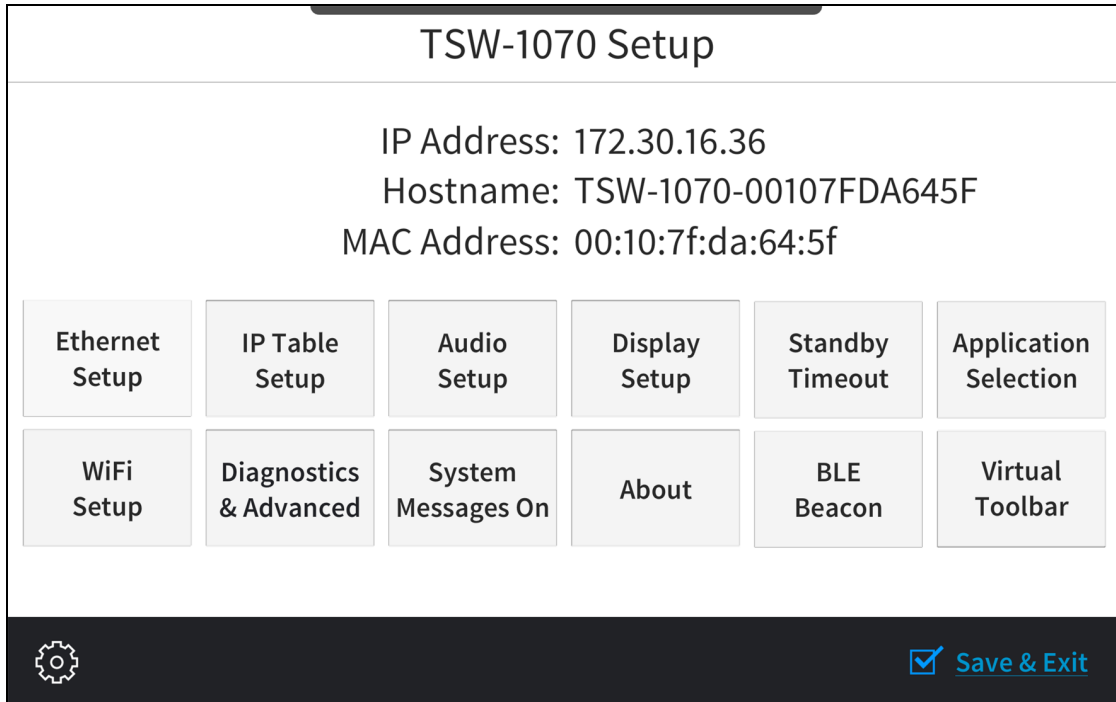 TSW-1070 Setup
IP Address: 172.30.16.36
Hostname: TSW-1070-00107FDA645F
MAC Address: 00:10:7f:da:64:5f
Ethernet
Setup
IP Table
Setup
Audio
Setup
Display
Setup
Standby
Timeout
Application
Selection
WiFi
Setup
Diagnostics
& Advanced
System
Messages On
About
BLE
Beacon
Virtual
Toolbar
Save & Exit